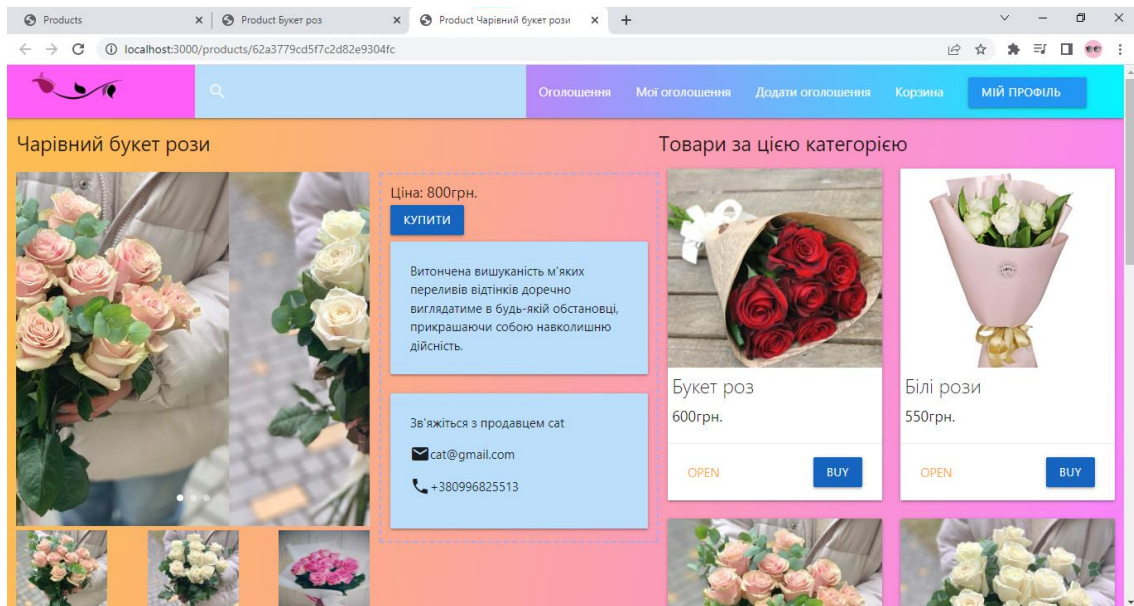 Products
Product Букет роз
Product Чарівний букет рози
localhost:3000/products/62a3779cd5f7c2d82e9304fc
Оголошення
Мої оголошення
Додати оголошення
Корзина
МІЙ ПРОФІЛЬ
Чарівний букет рози
Ціна: 800грн.
КУПИТИ
Витончена вишуканість м'яких
переливів відтінків доречно
виглядатиме в будь-якій обстановці,
прикрашаючи собою навколишню
дійсність.
Зв'яжіться з продавцем cat
cat@gmail.com
+380996825513
Товари за цією категорією
Букет роз
600грн.
OPEN
BUY
Білі рози
550грн.
OPEN
BUY